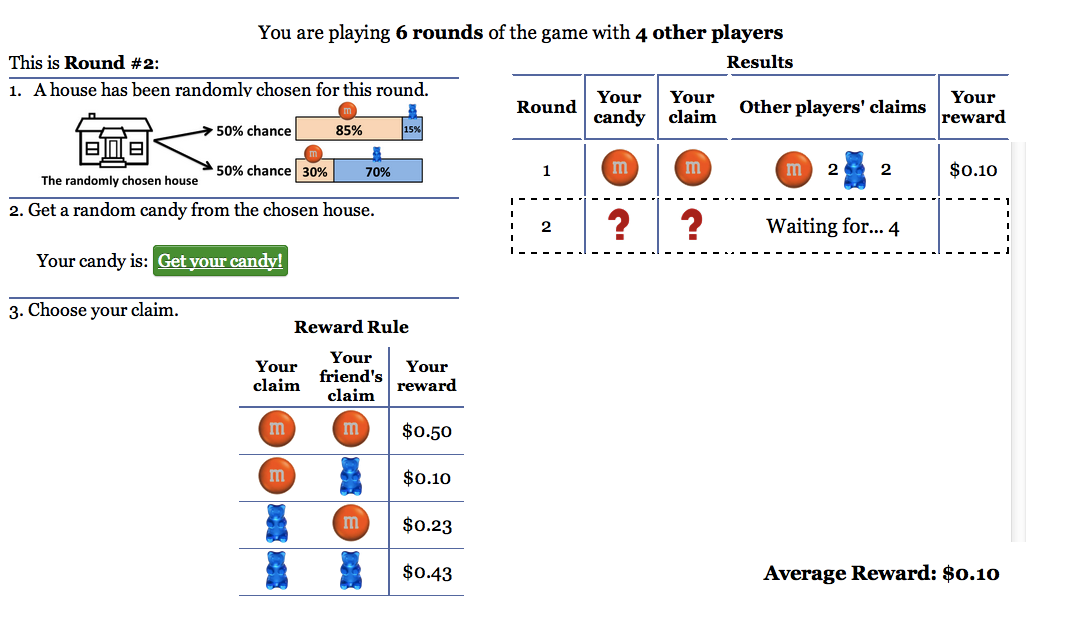 You are playing 6 rounds of the game with 4 other players
This is Round #2:
1. A house has been randomly chosen for this round.
m
50% chance
85%
15%
m
50% chance
30%
70%
The randomly chosen house
2. Get a random candy from the chosen house.
Your candy is: Get your candy!
3. Choose your claim.
Reward Rule
Your claim
Your friend's claim
Your reward
m m $0.50
m $0.10
m $0.23
$0.43
Results
Round
Your candy
Your claim
Other players' claims
Your reward
1 m m m 2 2 $0.10
2 ? ? Waiting for... 4
Average Reward: $0.10